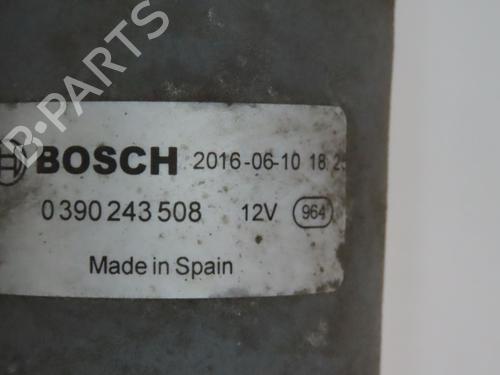 B-PARTS
BOSCH 2016-06-10 18
0 390 243 508 12V 964
Made in Spain